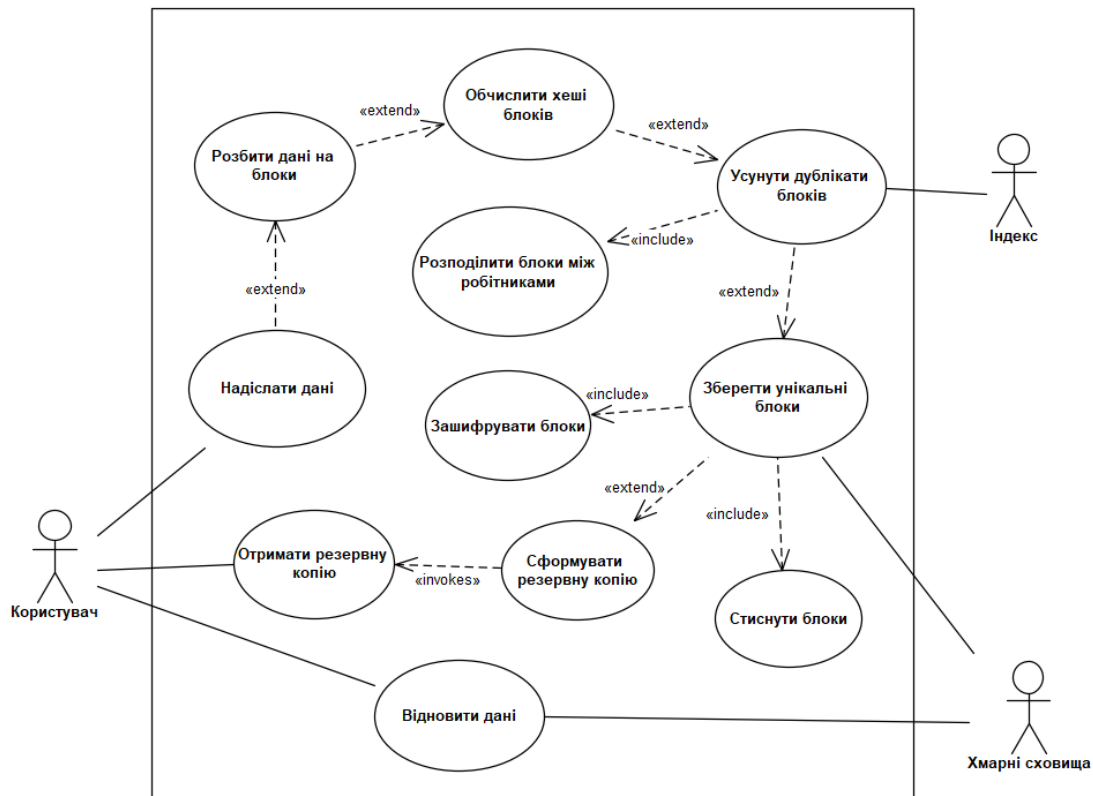 Обчислити хеші
блоків
«extend»
«extend»
Розбити дані на
блоки
Усунути дублікати
блоків
Індекс
«include»
Розподілити блоки між
робітниками
«extend»
«extend»
Надіслати дані
Зберегти унікальні
блоки
«include»
Зашифрувати блоки
«extend»
«include»
Отримати резервну
копію
Сформувати
резервну копію
«invokes»
Користувач
Стиснути блоки
Відновити дані
Хмарні сховища